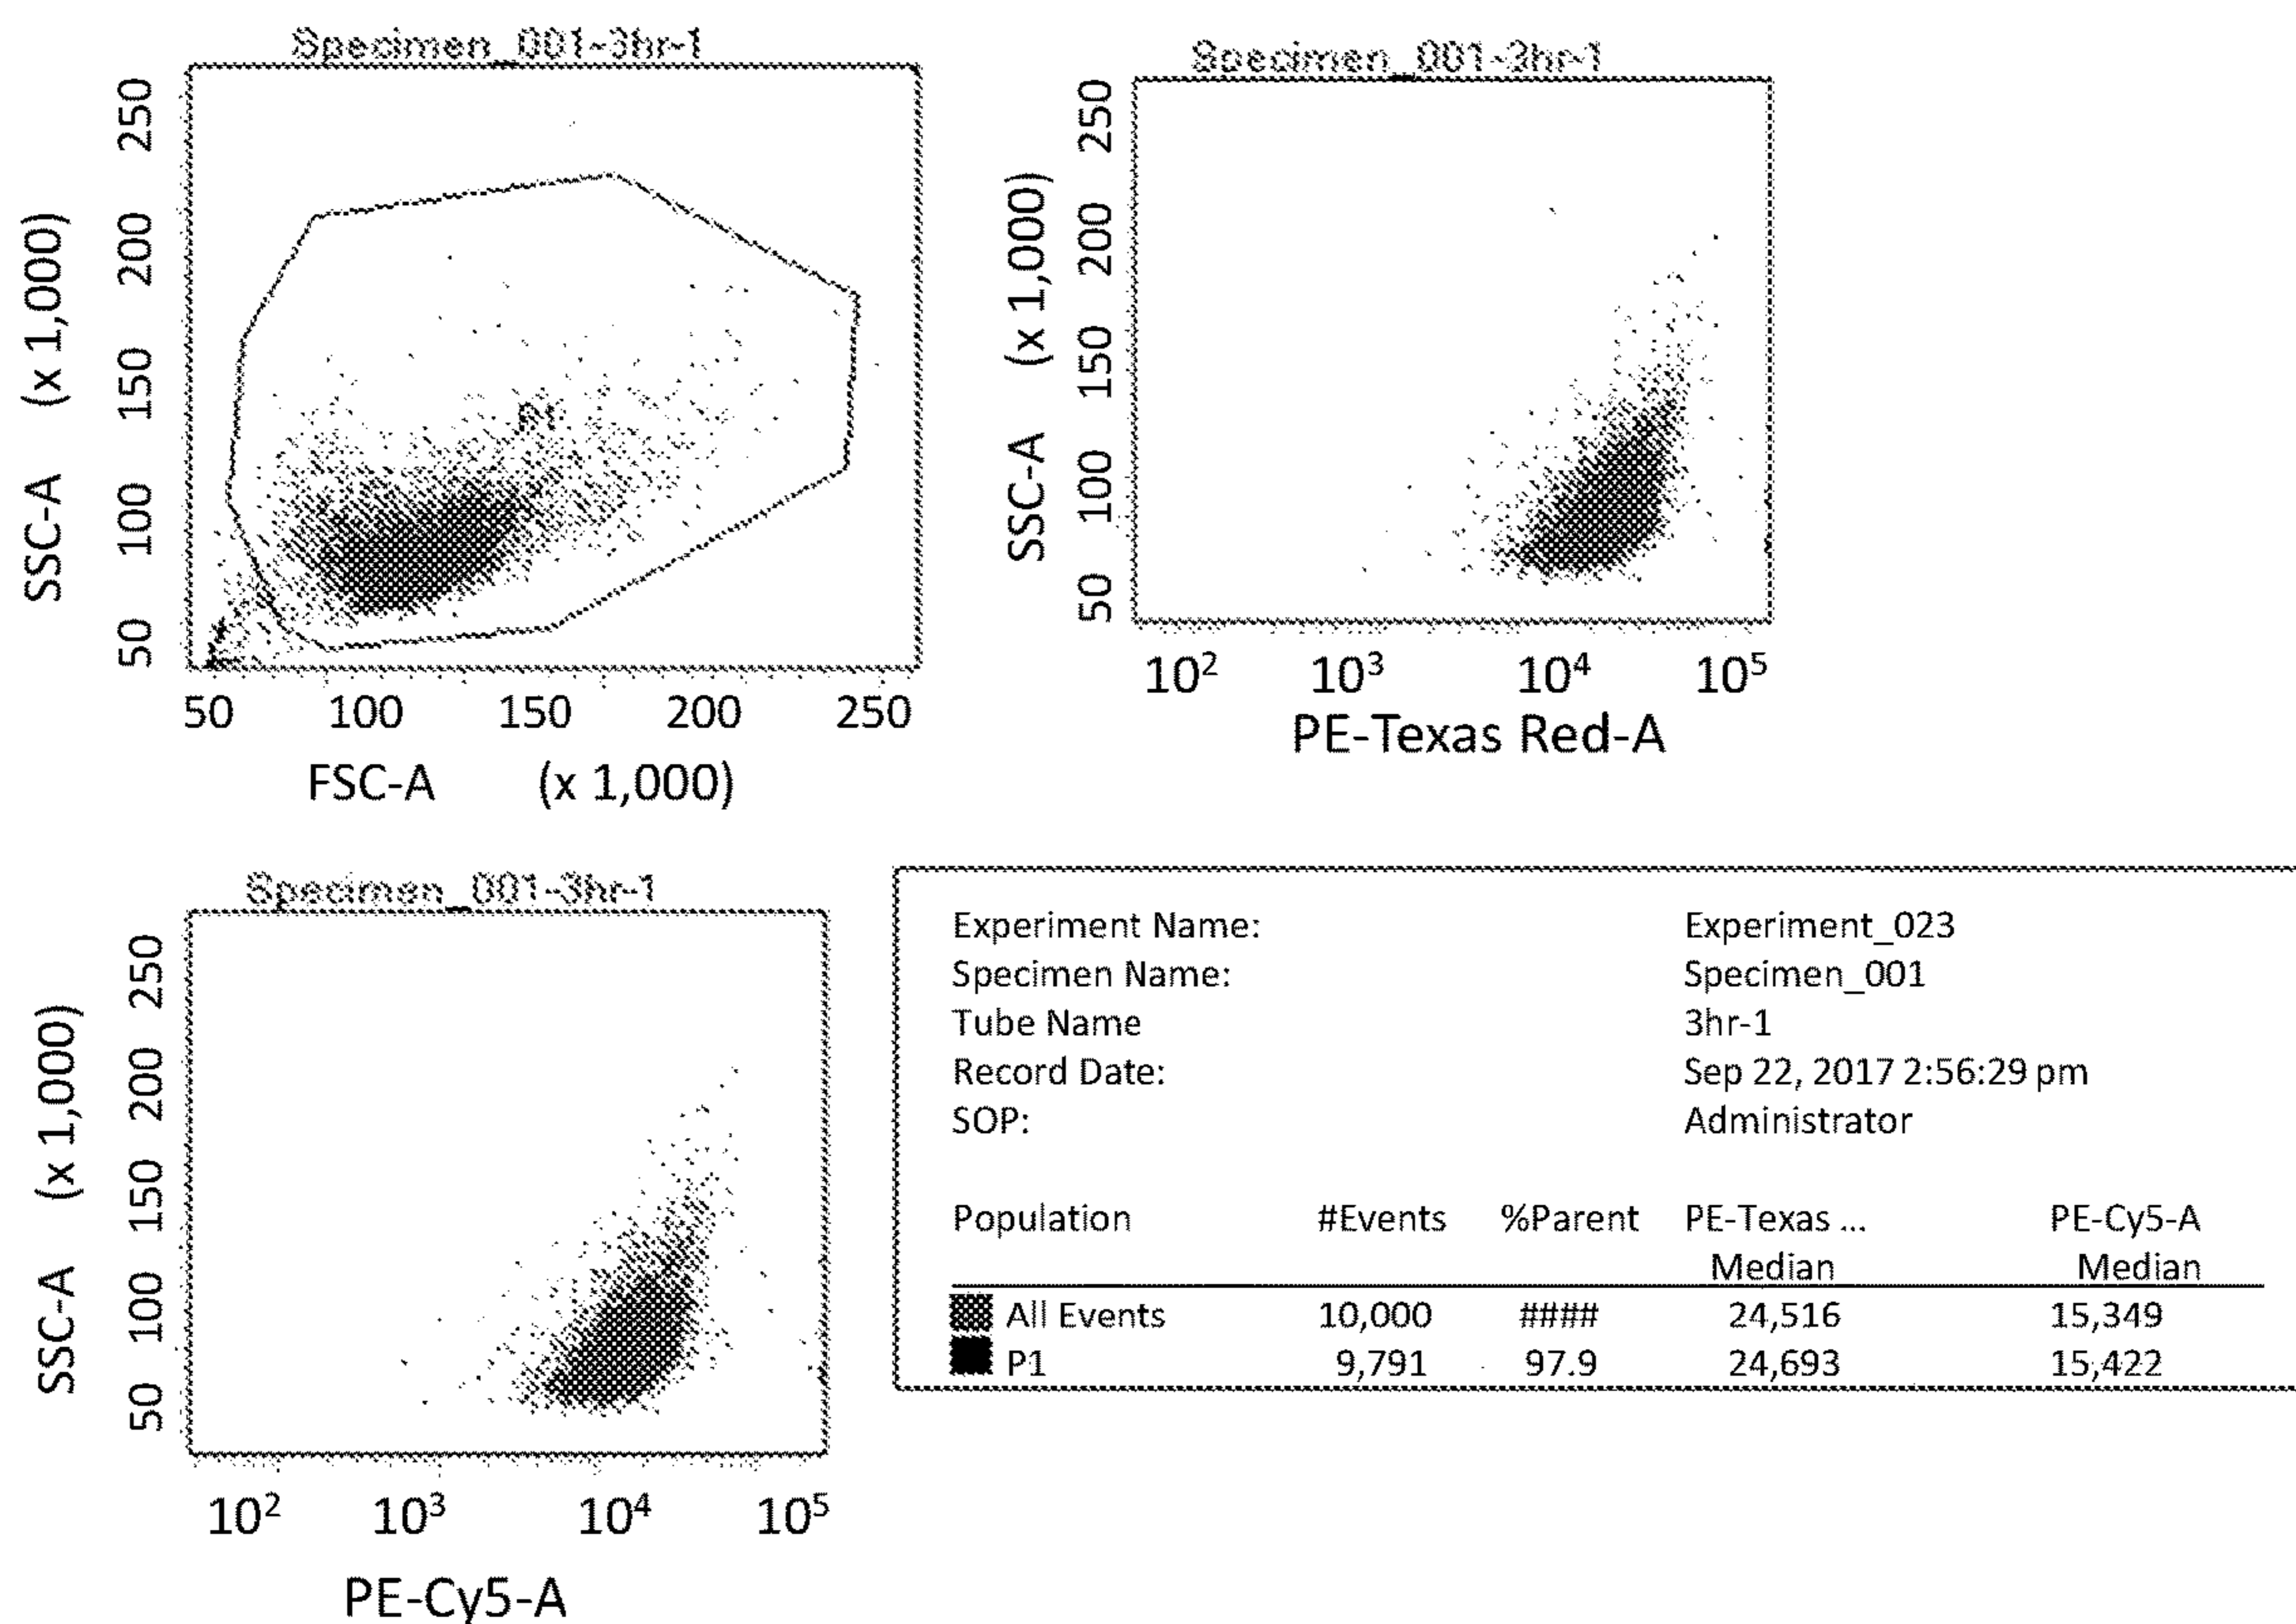 Specimen_001-3hr-1
SSC-A (x 1,000)
250
200
150
100
50
50 100 150 200 250
FSC-A (x 1,000)
Specimen_001-3hr-1
SSC-A (x 1,000)
250
200
150
100
50
10² 10³ 10⁴ 10⁵
PE-Texas Red-A
Specimen_001-3hr-1
SSC-A (x 1,000)
250
200
150
100
50
10² 10³ 10⁴ 10⁵
PE-Cy5-A
Experiment Name: Experiment_023
Specimen Name: Specimen_001
Tube Name 3hr-1
Record Date: Sep 22, 2017 2:56:29 pm
SOP: Administrator
Population #Events %Parent PE-Texas ... PE-Cy5-A
Median Median
All Events 10,000 #### 24,516 15,349
P1 9,791 97.9 24,693 15,422